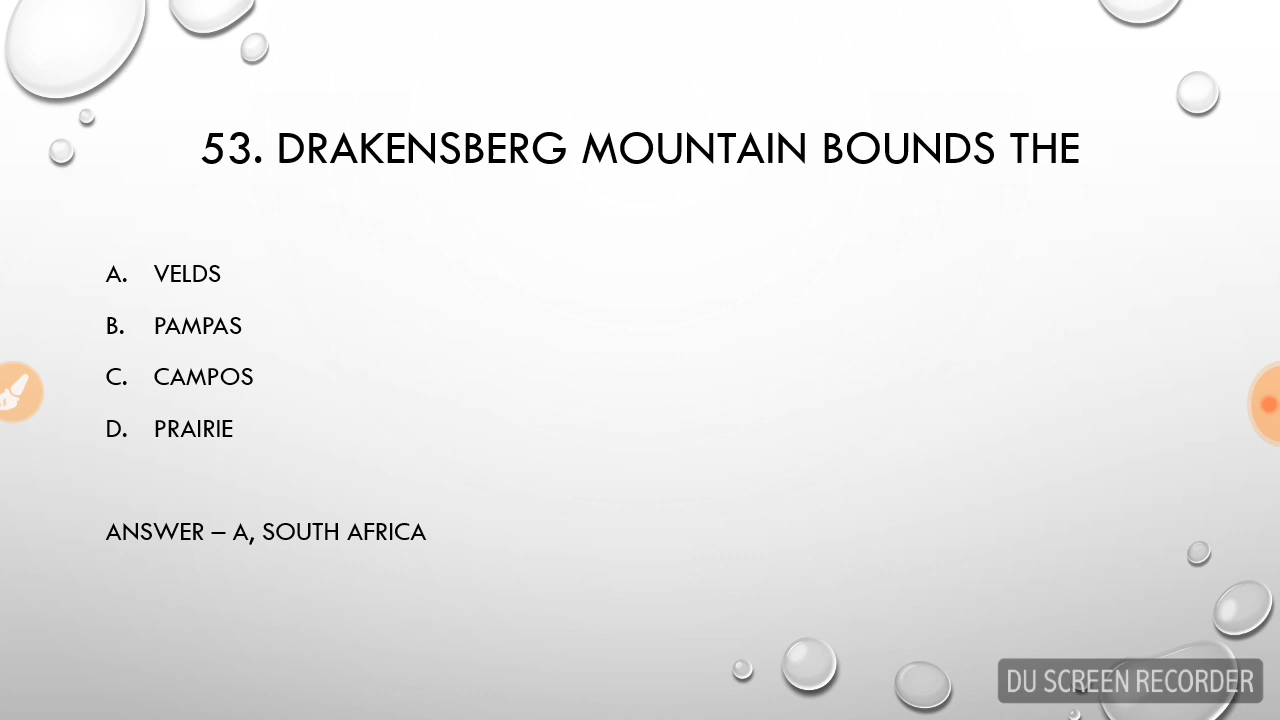 53. DRAKENSBERG MOUNTAIN BOUNDS THE
A. VELDS
B. PAMPAS
C. CAMPOS
D. PRAIRIE
ANSWER – A, SOUTH AFRICA
DU SCREEN RECORDER